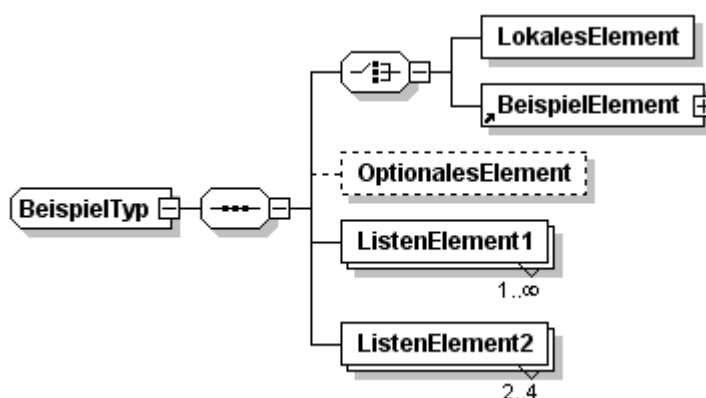 LokalesElement
BeispielElement
OptionalesElement
BeispielTyp
ListenElement1
1..∞
ListenElement2
2..4